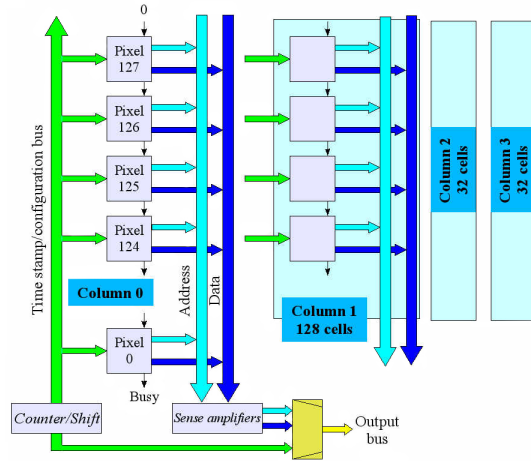 0
Pixel
127
Pixel
126
Pixel
125
Pixel
124
Pixel
0
Busy
Time stamp/configuration bus
Column 0
Address
Data
Column 1
128 cells
Column 2
32 cells
Column 3
32 cells
Counter/Shift
Sense amplifiers
Output
bus